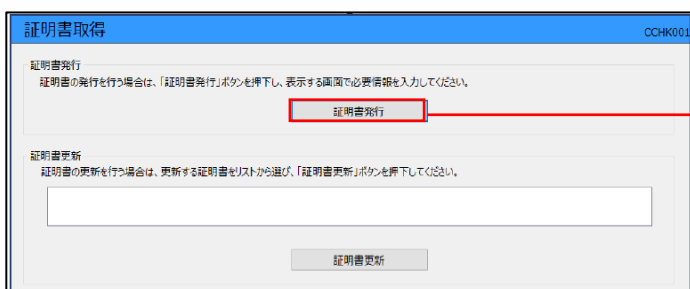 証明書取得
CCHK001
証明書発行
証明書の発行を行う場合は、「証明書発行」ボタンを押下し、表示する画面で必要情報を入力してください。
証明書発行
証明書更新
証明書の更新を行う場合は、更新する証明書をリストから選び、「証明書更新」ボタンを押下してください。
証明書更新